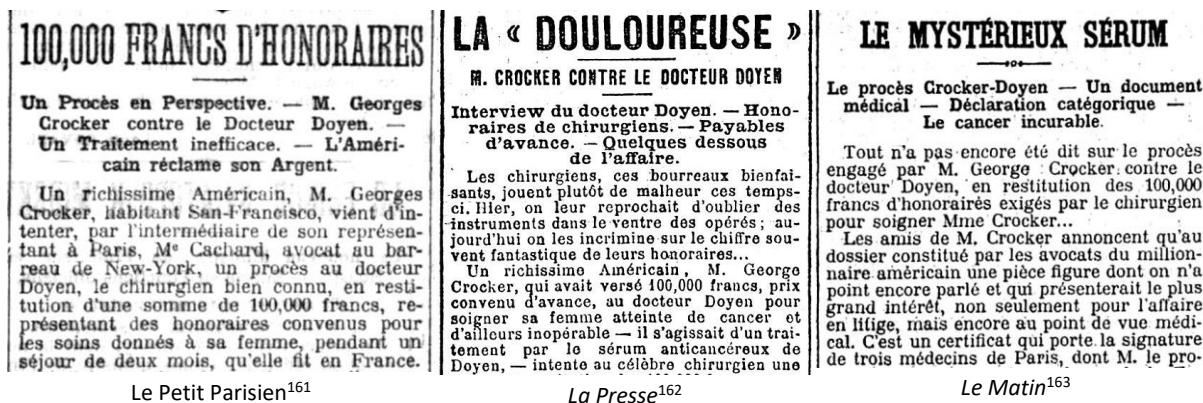 100,000 FRANCS D'HONORAIRES
Un Procès en Perspective. — M. Georges
Crocker contre le Docteur Doyen. —
Un Traitement inefficace. — L'Améri-
cain réclame son Argent.
Un richissime Américain, M. Georges
Crocker, habitant San-Francisco, vient d'in-
tenter, par l'intermédiaire de son représen-
tant à Paris, Me Cachard, avocat au bar-
reau de New-York, un procès au docteur
Doyen, le chirurgien bien connu, en resti-
tution d'une somme de 100,000 francs, re-
présentant des honoraires convenus pour
les soins donnés à sa femme, pendant un
séjour de deux mois, qu'elle fit en France.
Le Petit Parisien161
LA « DOULOUREUSE »
M. CROCKER CONTRE LE DOCTEUR DOYEN
Interview du docteur Doyen. — Hono-
raires de chirurgiens. — Payables
d'avance. — Quelques dessous
de l'affaire.
Les chirurgiens, ces bourreaux bienfai-
sants, jouent plutôt de malheur ces temps-
ci. Hier, on leur reprochait d'oublier des
instruments dans le ventre des opérés ; au-
jourd'hui on les incrimine sur le chiffre sou-
vent fantastique de leurs honoraires...
Un richissime Américain, M. George
Crocker, qui avait versé 100,000 francs, prix
convenu d'avance, au docteur Doyen pour
soigner sa femme atteinte de cancer et
d'ailleurs inopérable — il s'agissait d'un trai-
tement par le sérum anticancéreux de
Doyen, — intente au célèbre chirurgien une
La Presse162
LE MYSTÉRIEUX SÉRUM
Le procès Crocker-Doyen — Un document
médical — Déclaration catégorique —
Le cancer incurable.
Tout n'a pas encore été dit sur le procès
engagé par M. George Crocker contre le
docteur Doyen, en restitution des 100,000
francs d'honorairés exigés par le chirurgien
pour soigner Mme Crocker...
Les amis de M. Crocker annoncent qu'au
dossier constitué par les avocats du million-
naire américain une pièce figure dont on n'a
point encore parlé et qui présenterait le plus
grand intérêt, non seulement pour l'affaire
en litige, mais encore au point de vue médi-
cal. C'est un certificat qui porte la signature
de trois médecins de Paris, dont M. le pro-
Le Matin163